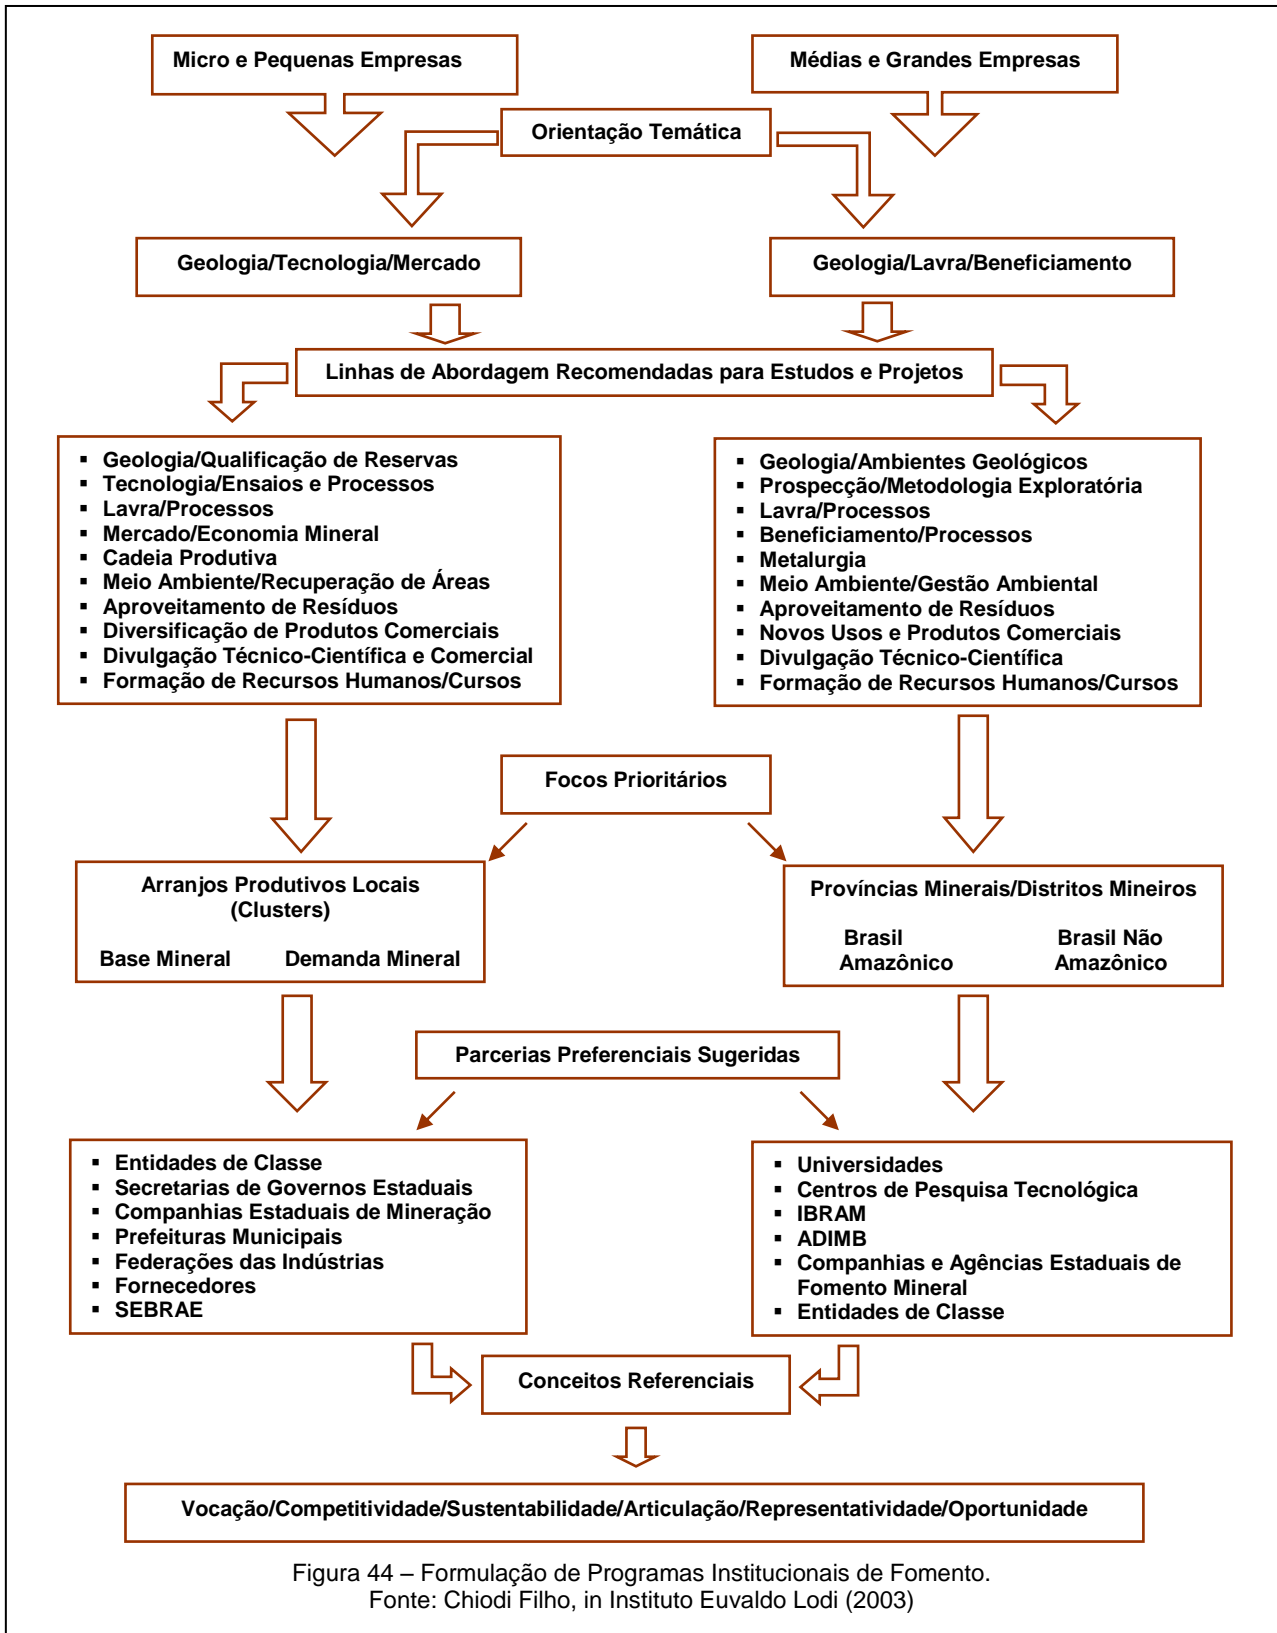 Micro e Pequenas Empresas
Médias e Grandes Empresas
Orientação Temática
Geologia/Tecnologia/Mercado
Geologia/Lavra/Beneficiamento
Linhas de Abordagem Recomendadas para Estudos e Projetos
▪ Geologia/Qualificação de Reservas
▪ Tecnologia/Ensaios e Processos
▪ Lavra/Processos
▪ Mercado/Economia Mineral
▪ Cadeia Produtiva
▪ Meio Ambiente/Recuperação de Áreas
▪ Aproveitamento de Resíduos
▪ Diversificação de Produtos Comerciais
▪ Divulgação Técnico-Científica e Comercial
▪ Formação de Recursos Humanos/Cursos
▪ Geologia/Ambientes Geológicos
▪ Prospecção/Metodologia Exploratória
▪ Lavra/Processos
▪ Beneficiamento/Processos
▪ Metalurgia
▪ Meio Ambiente/Gestão Ambiental
▪ Aproveitamento de Resíduos
▪ Novos Usos e Produtos Comerciais
▪ Divulgação Técnico-Científica
▪ Formação de Recursos Humanos/Cursos
Focos Prioritários
Arranjos Produtivos Locais
(Clusters)
Base Mineral Demanda Mineral
Províncias Minerais/Distritos Mineiros
Brasil
Amazônico
Brasil Não
Amazônico
Parcerias Preferenciais Sugeridas
▪ Entidades de Classe
▪ Secretarias de Governos Estaduais
▪ Companhias Estaduais de Mineração
▪ Prefeituras Municipais
▪ Federações das Indústrias
▪ Fornecedores
▪ SEBRAE
▪ Universidades
▪ Centros de Pesquisa Tecnológica
▪ IBRAM
▪ ADIMB
▪ Companhias e Agências Estaduais de
Fomento Mineral
▪ Entidades de Classe
Conceitos Referenciais
Vocação/Competitividade/Sustentabilidade/Articulação/Representatividade/Oportunidade
Figura 44 – Formulação de Programas Institucionais de Fomento.
Fonte: Chiodi Filho, in Instituto Euvaldo Lodi (2003)